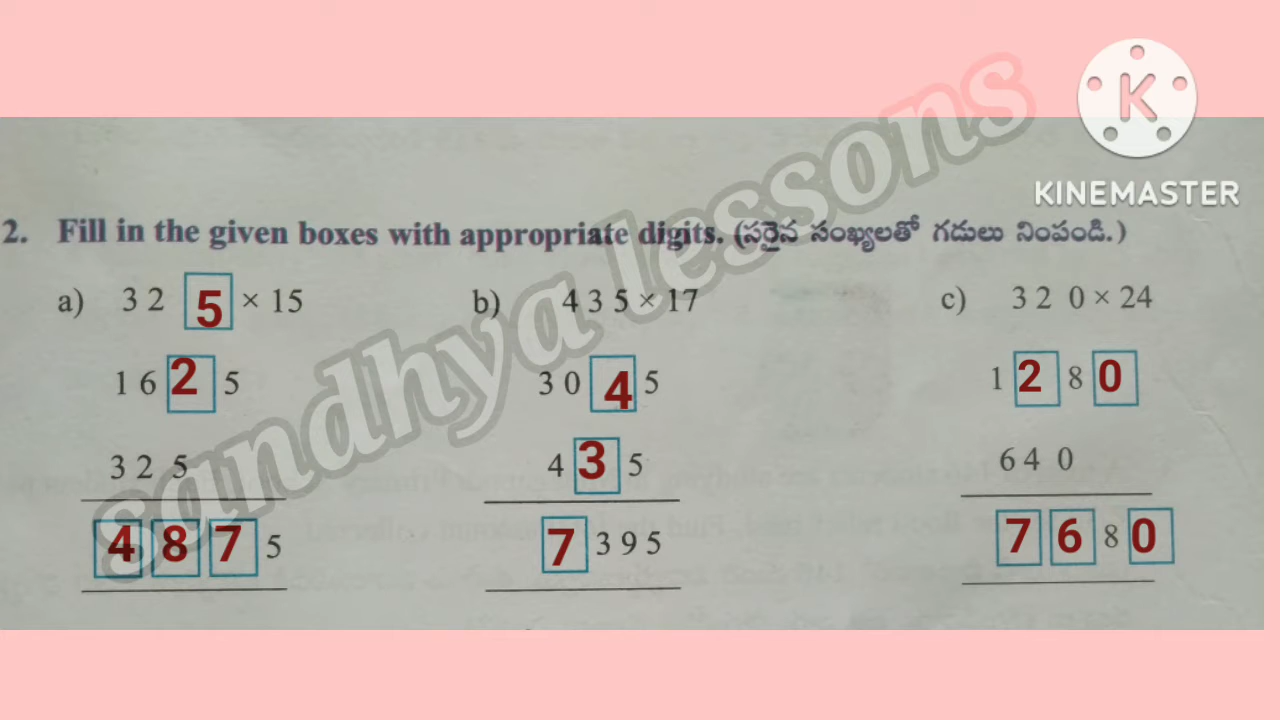 KINEMASTER
sandhya lessons
2. Fill in the given boxes with appropriate digits. (సరైన సంఖ్యలతో గడులు నింపండి.)
a) 3 2 5 × 15 b) 4 3 5 × 17 c) 3 2 0 × 24
1 6 2 5 3 0 4 5 1 2 8 0
3 2 5 4 3 5 6 4 0
4 8 7 5 7 3 9 5 7 6 8 0